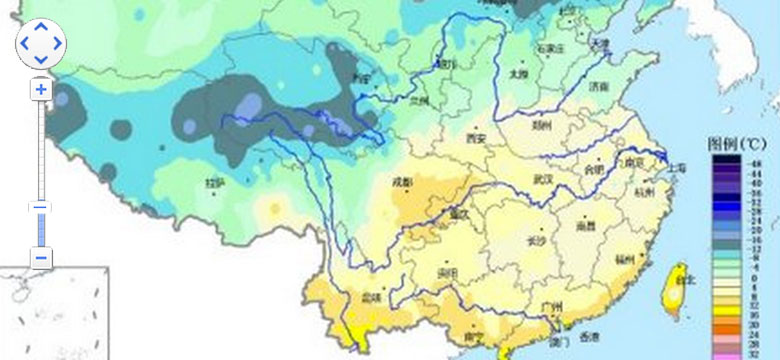 天津
石家庄
银川
太原
济南
西宁
兰州
图例(℃)
西安
郑州
-48
-44
-40
-36
-32
-28
-24
-20
-16
-12
-8
-4
0
4
8
12
16
20
24
28
32
拉萨
成都
合肥
南京
上海
武汉
杭州
重庆
长沙
南昌
贵阳
福州
台北
昆明
广州
南宁
澳门
香港